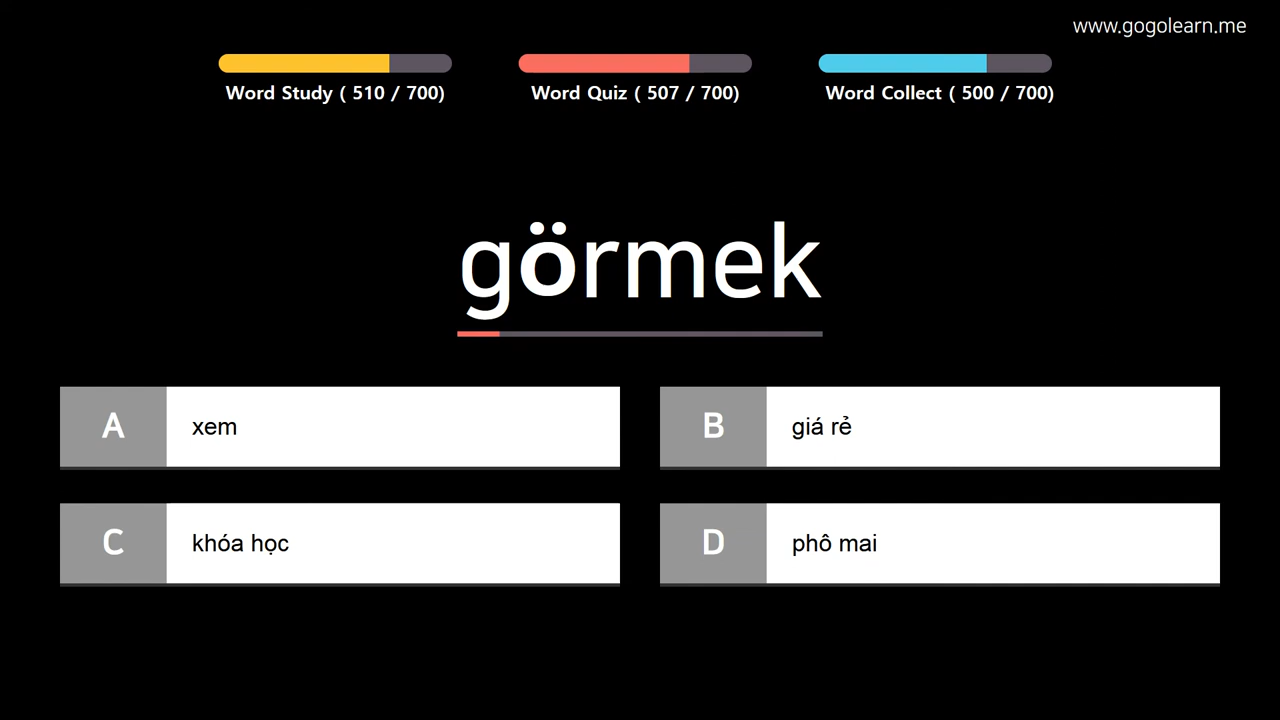 www.gogolearn.me
Word Study ( 510 / 700)
Word Quiz ( 507 / 700)
Word Collect ( 500 / 700)
görmek
A
xem
B
giá rẻ
C
khóa học
D
phô mai